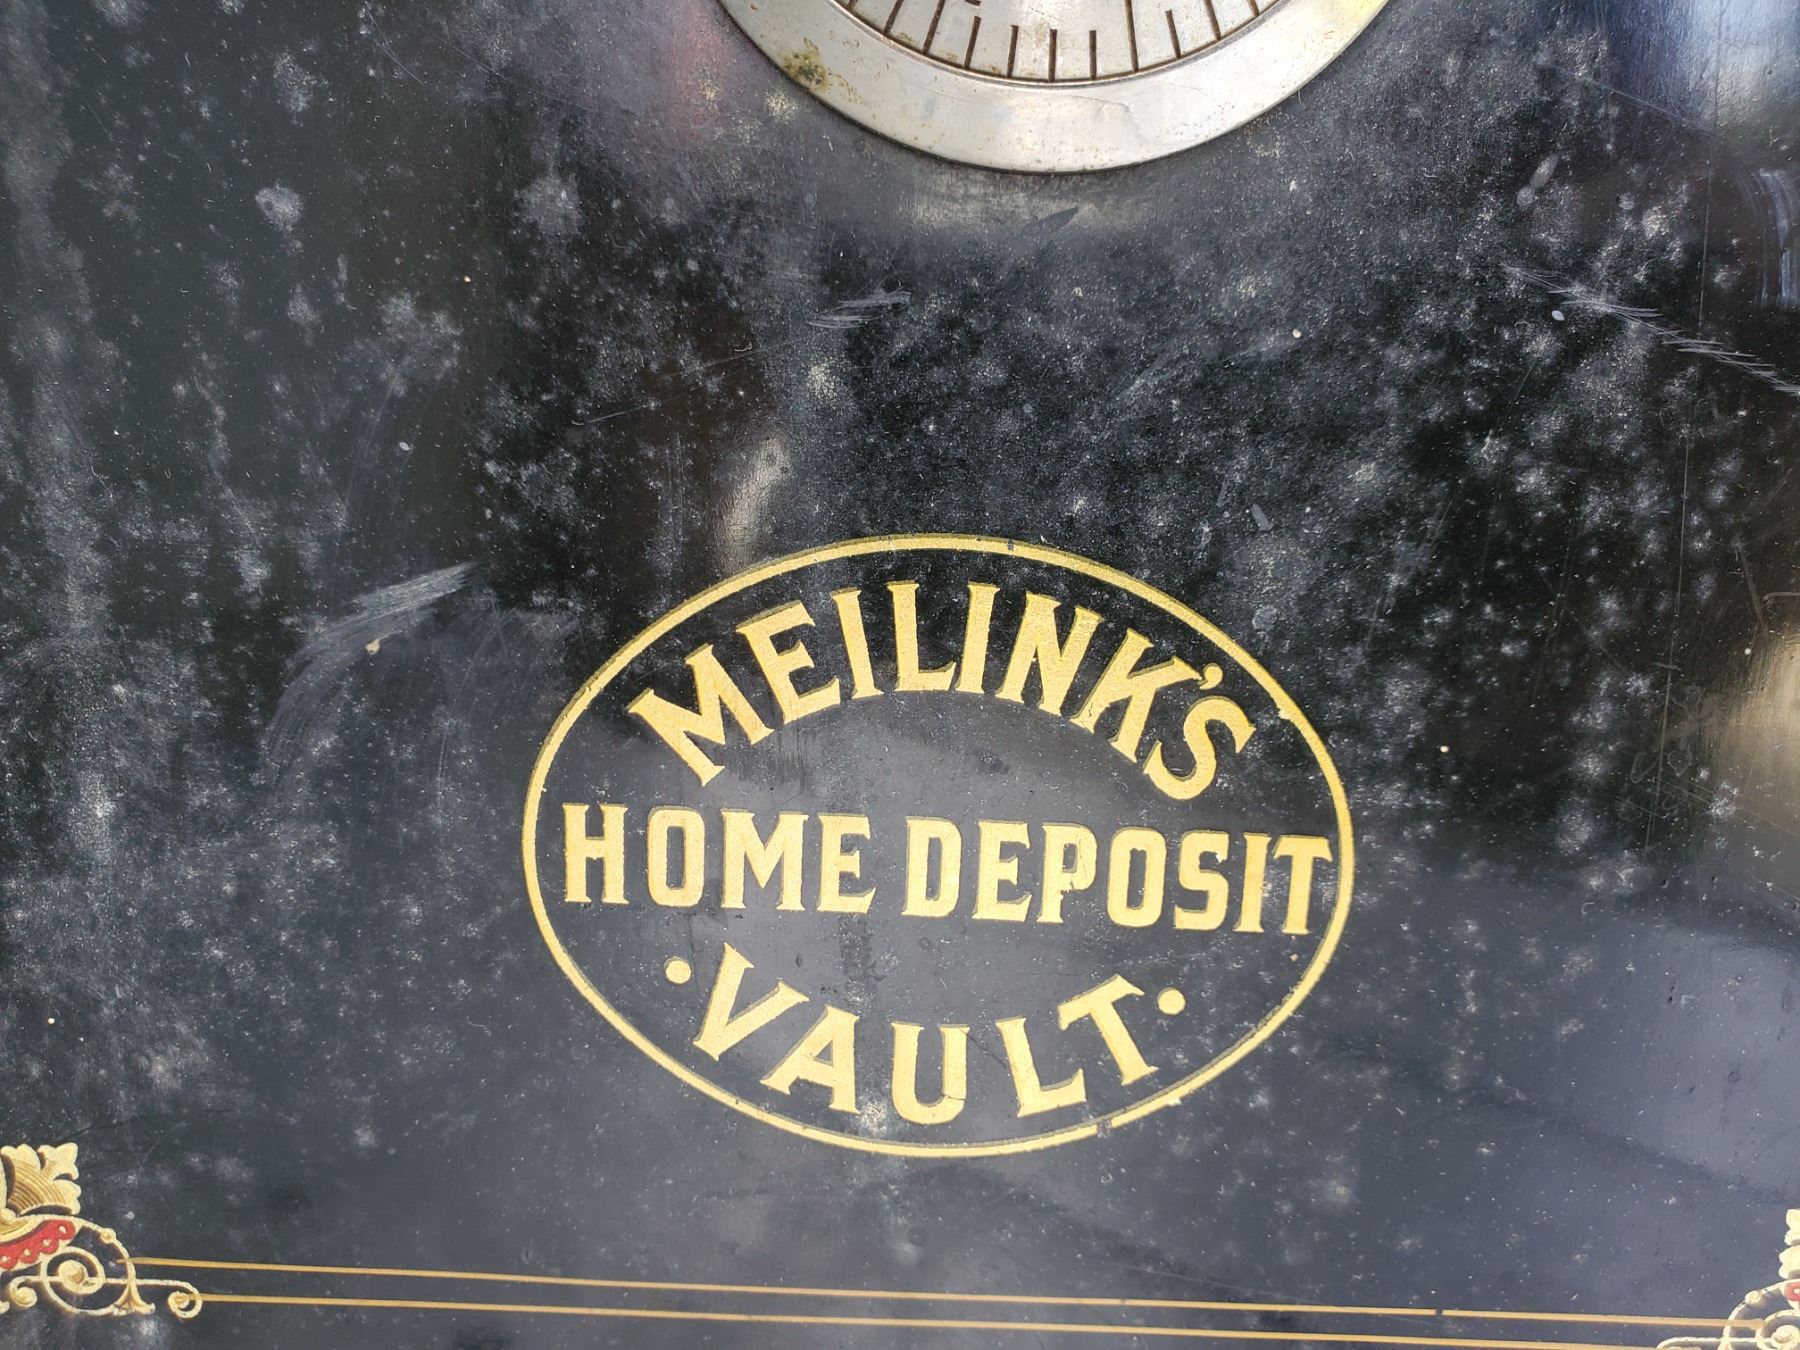 MEILINK'S
HOME DEPOSIT
· VAULT ·